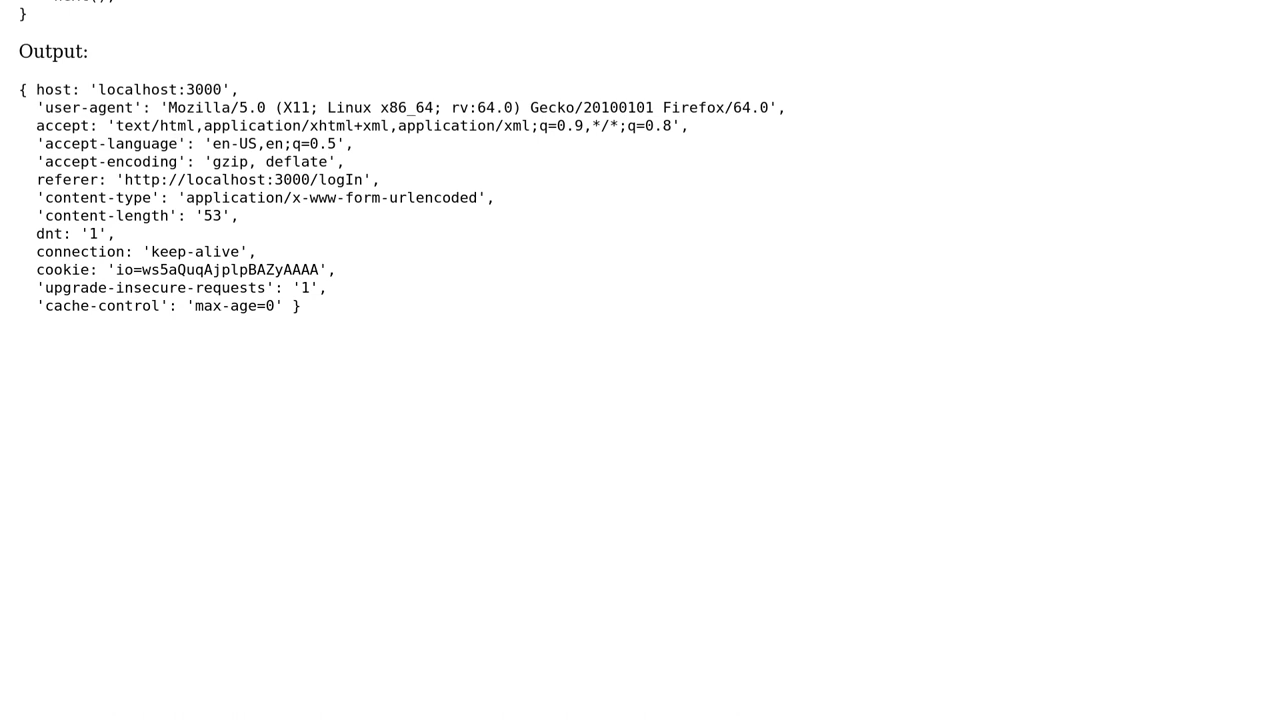 }
Output:
{ host: 'localhost:3000',
  'user-agent': 'Mozilla/5.0 (X11; Linux x86_64; rv:64.0) Gecko/20100101 Firefox/64.0',
  accept: 'text/html,application/xhtml+xml,application/xml;q=0.9,*/*;q=0.8',
  'accept-language': 'en-US,en;q=0.5',
  'accept-encoding': 'gzip, deflate',
  referer: 'http://localhost:3000/logIn',
  'content-type': 'application/x-www-form-urlencoded',
  'content-length': '53',
  dnt: '1',
  connection: 'keep-alive',
  cookie: 'io=ws5aQuqAjplpBAZyAAAA',
  'upgrade-insecure-requests': '1',
  'cache-control': 'max-age=0' }